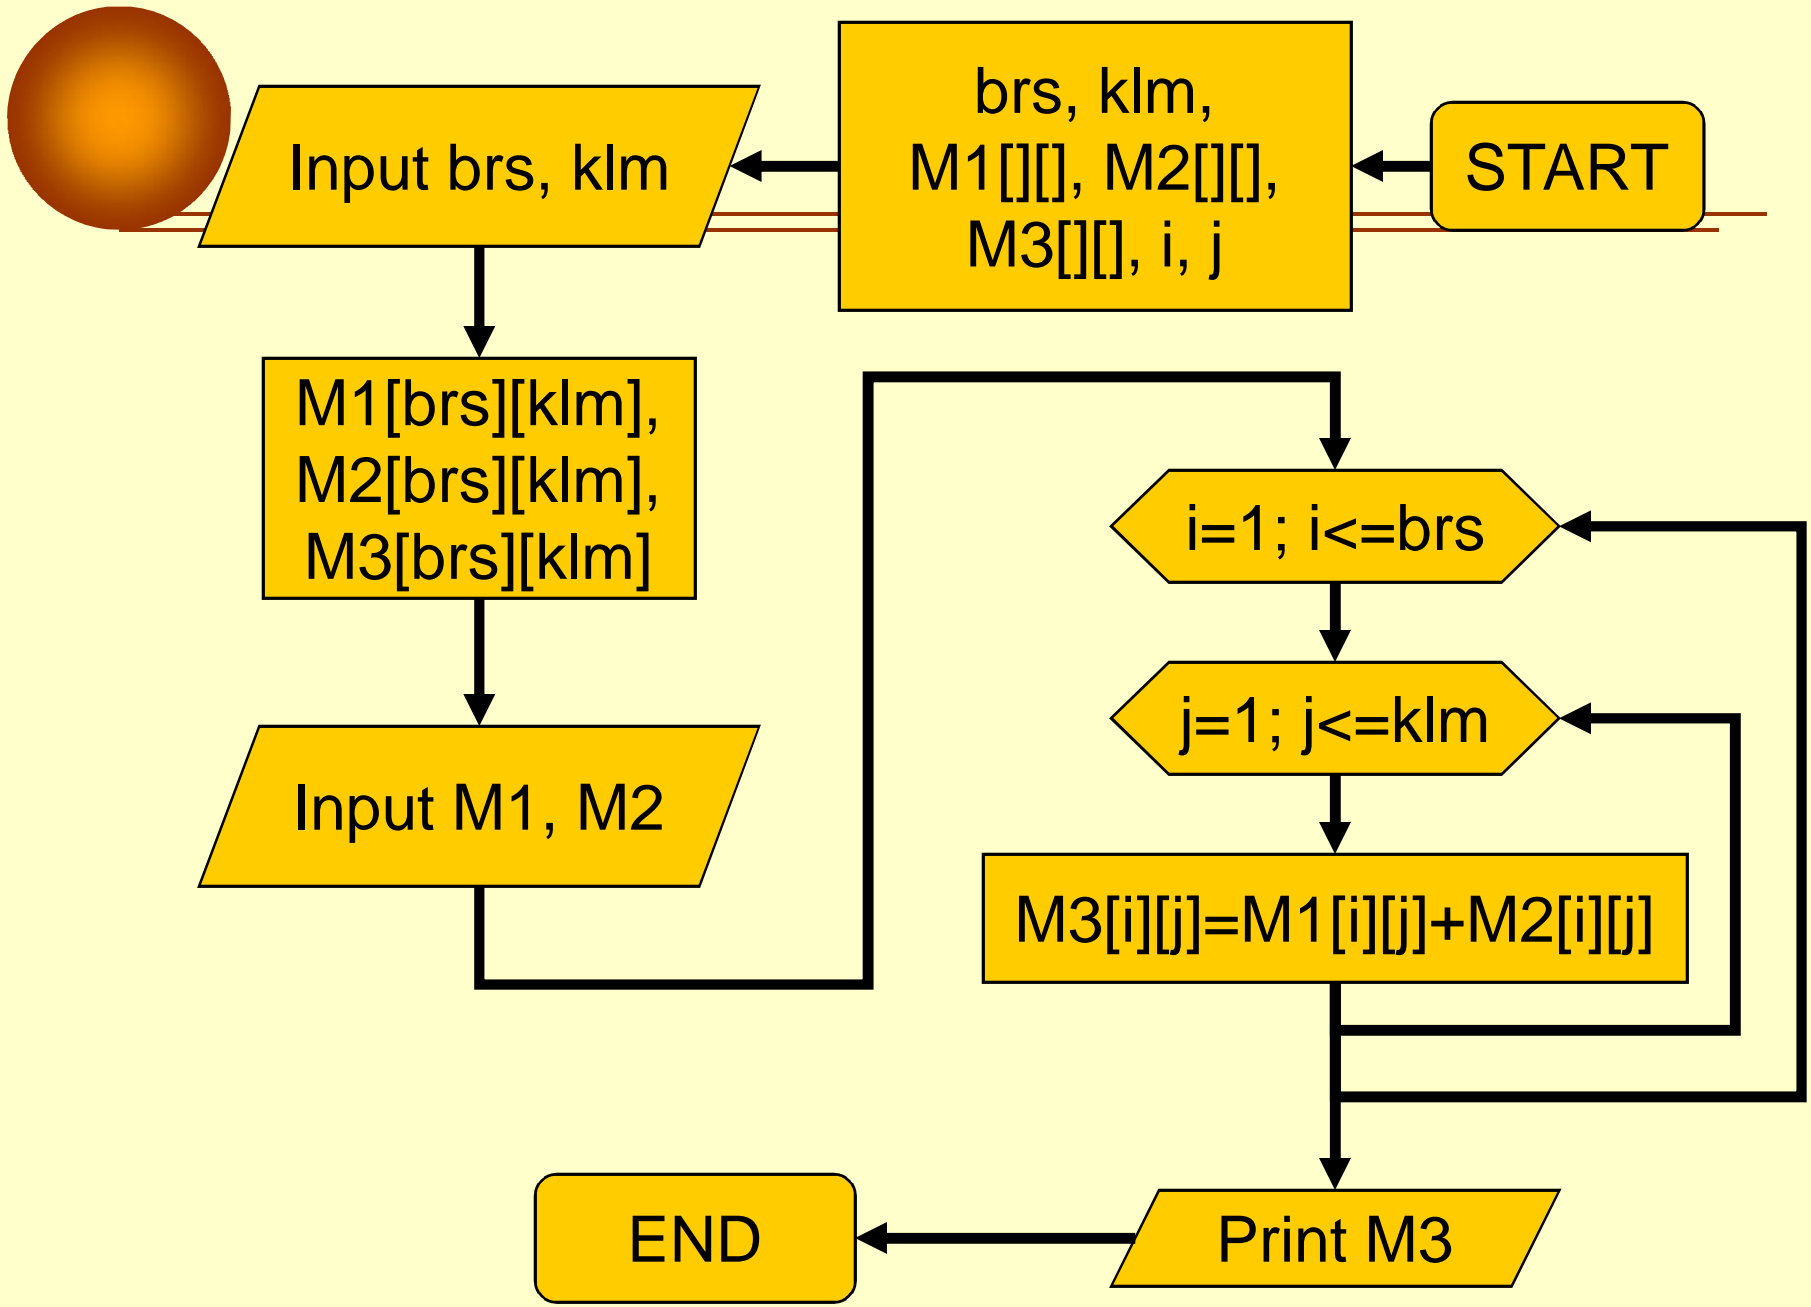 START
brs, klm,
M1[][], M2[][],
M3[][], i, j
Input brs, klm
M1[brs][klm],
M2[brs][klm],
M3[brs][klm]
Input M1, M2
i=1; i<=brs
j=1; j<=klm
M3[i][j]=M1[i][j]+M2[i][j]
Print M3
END